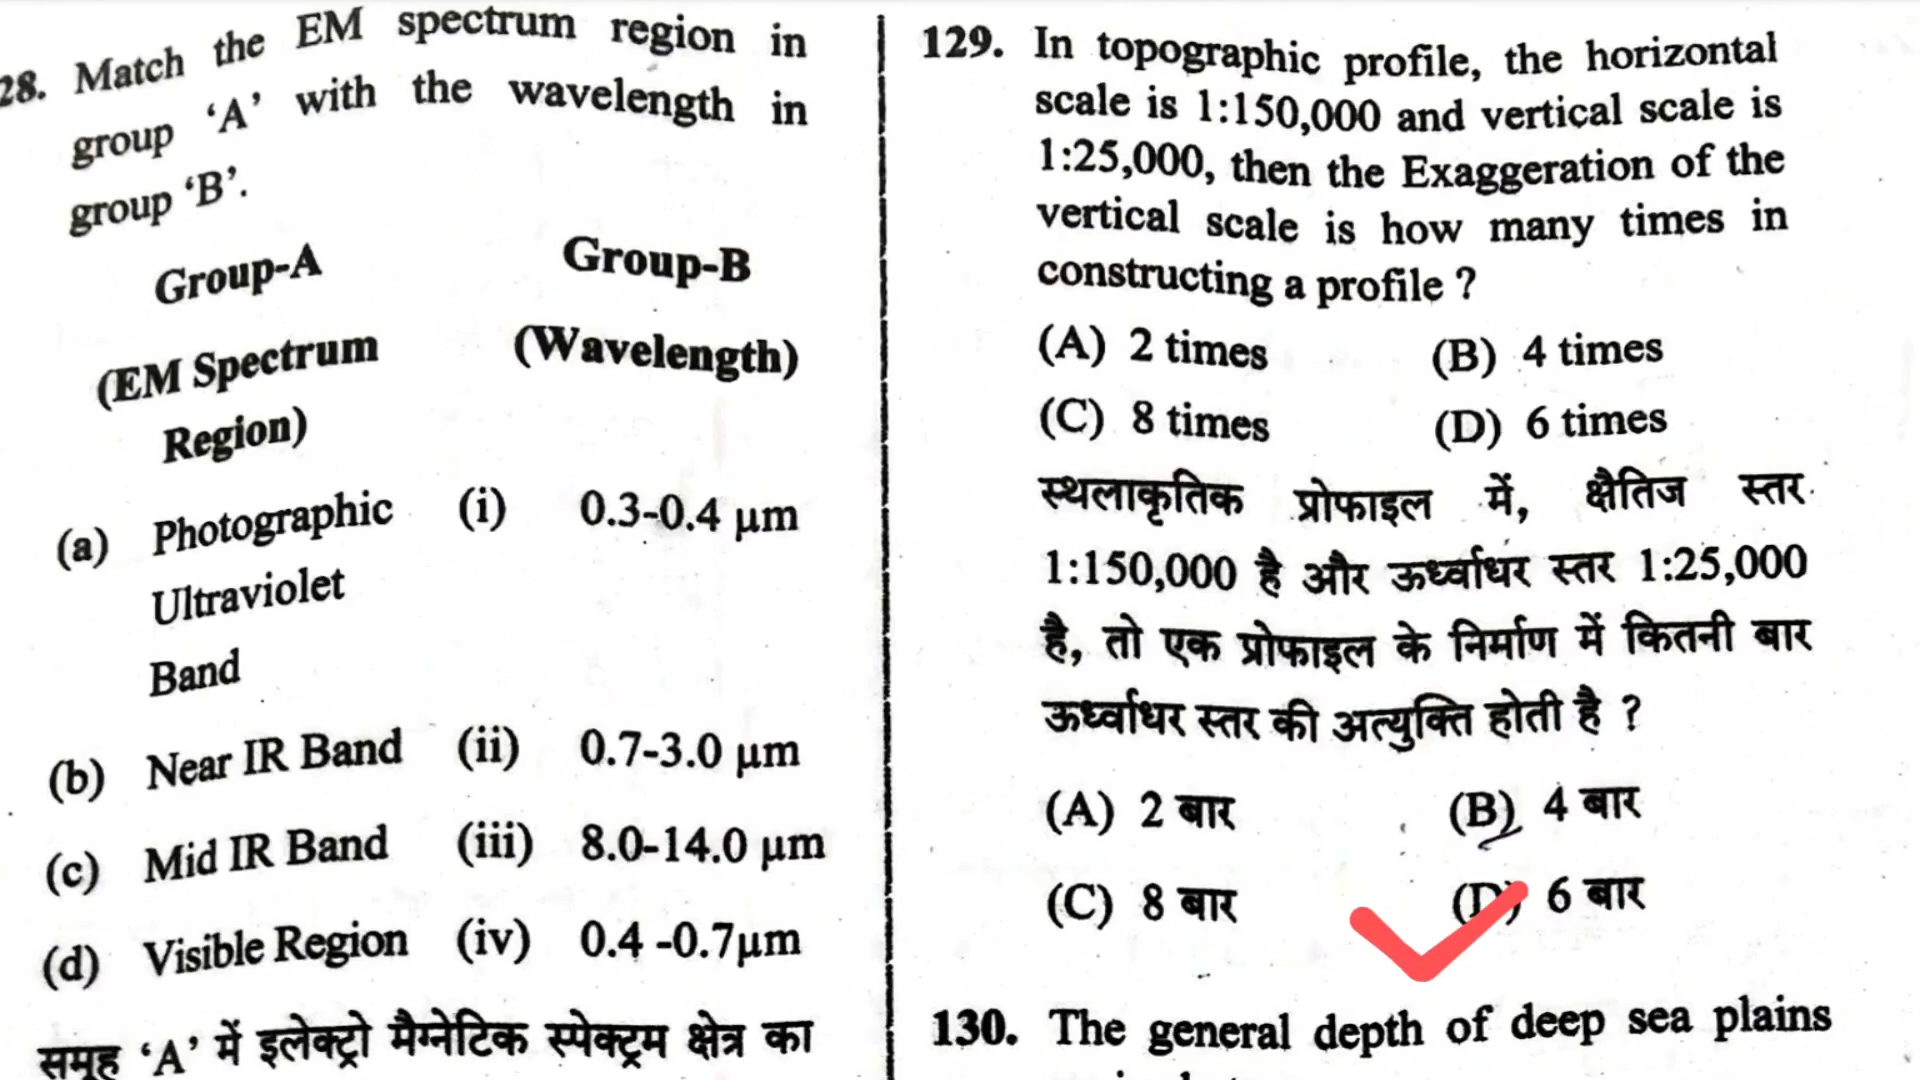 28. Match the EM spectrum region in
group ‘A’ with the wavelength in
group ‘B’.
Group-A Group-B
(EM Spectrum (Wavelength)
Region)
(a) Photographic (i) 0.3-0.4 µm
Ultraviolet
Band
(b) Near IR Band (ii) 0.7-3.0 µm
(c) Mid IR Band (iii) 8.0-14.0 µm
(d) Visible Region (iv) 0.4 -0.7µm
समूह ‘A’ में इलेक्ट्रो मैग्नेटिक स्पेक्ट्रम क्षेत्र का
129. In topographic profile, the horizontal
scale is 1:150,000 and vertical scale is
1:25,000, then the Exaggeration of the
vertical scale is how many times in
constructing a profile ?
(A) 2 times (B) 4 times
(C) 8 times (D) 6 times
स्थलाकृतिक प्रोफाइल में, क्षैतिज स्तर
1:150,000 है और ऊर्ध्वाधर स्तर 1:25,000
है, तो एक प्रोफाइल के निर्माण में कितनी बार
ऊर्ध्वाधर स्तर की अत्युक्ति होती है ?
(A) 2 बार (B) 4 बार
(C) 8 बार (D) 6 बार
130. The general depth of deep sea plains